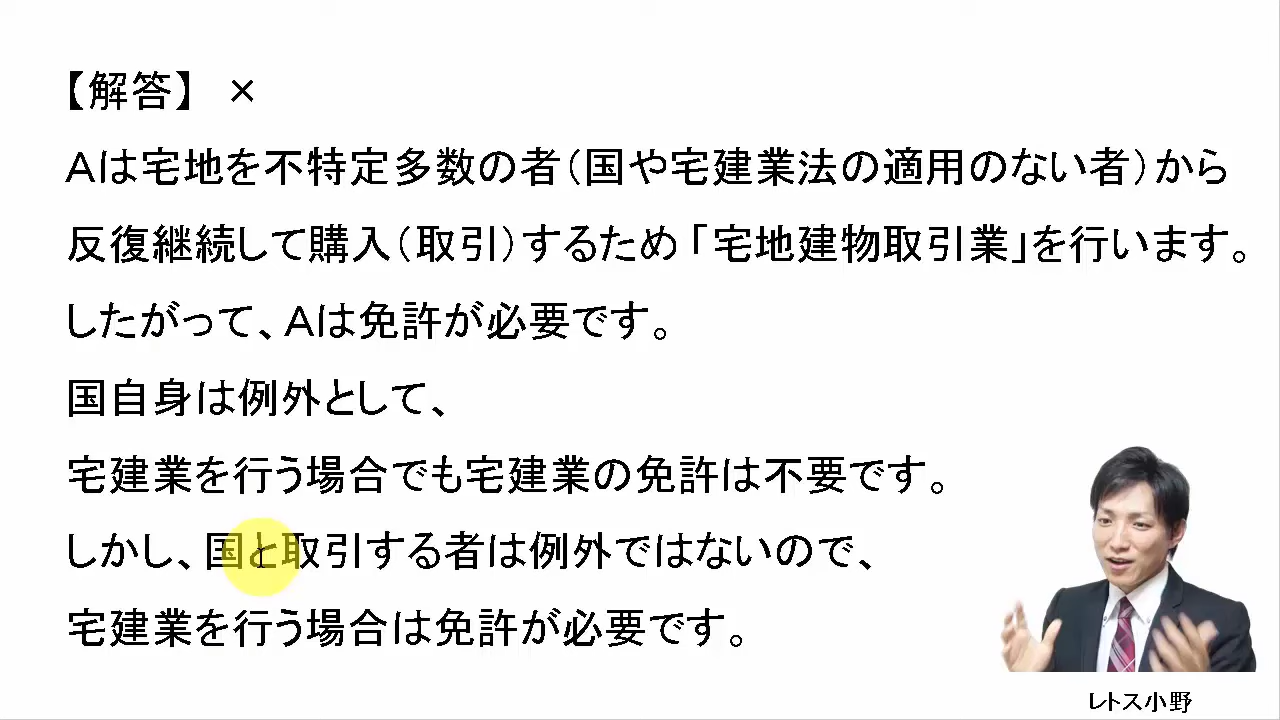 【解答】 ×
Aは宅地を不特定多数の者（国や宅建業法の適用のない者）から
反復継続して購入（取引）するため「宅地建物取引業」を行います。
したがって、Aは免許が必要です。
国自身は例外として、
宅建業を行う場合でも宅建業の免許は不要です。
しかし、国と取引する者は例外ではないので、
宅建業を行う場合は免許が必要です。
レトス小野